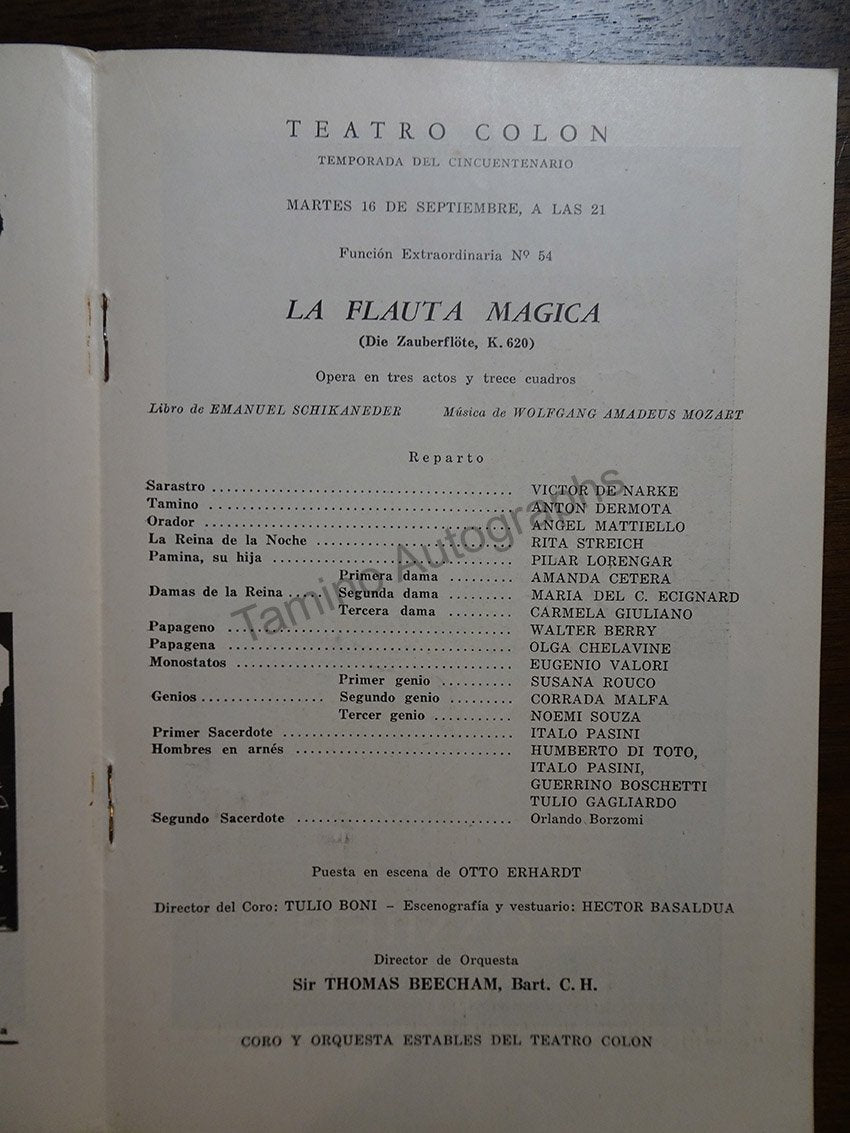 TEATRO COLON
TEMPORADA DEL CINCUENTENARIO
MARTES 16 DE SEPTIEMBRE, A LAS 21
Función Extraordinaria Nº 54
LA FLAUTA MAGICA
(Die Zauberflöte, K. 620)
Opera en tres actos y trece cuadros
Libro de EMANUEL SCHIKANEDER Música de WOLFGANG AMADEUS MOZART
Reparto
Sarastro ........ VICTOR DE NARKE
Tamino ........ ANTON DERMOTA
Orador ........ ANGEL MATTIELLO
La Reina de la Noche ........ RITA STREICH
Pamina, su hija ........ PILAR LORENGAR
Primera dama ........ AMANDA CETERA
Damas de la Reina ..... Segunda dama ........ MARIA DEL C. ECIGNARD
Tercera dama ........ CARMELA GIULIANO
Papageno ........ WALTER BERRY
Papagena ........ OLGA CHELAVINE
Monostatos ........ EUGENIO VALORI
Primer genio ........ SUSANA ROUCO
Genios ........ Segundo genio ........ CORRADA MALFA
Tercer genio ........ NOEMI SOUZA
Primer Sacerdote ........ ITALO PASINI
Hombres en arnés ........ HUMBERTO DI TOTO,
ITALO PASINI,
GUERRINO BOSCHETTI
TULIO GAGLIARDO
Segundo Sacerdote ........ Orlando Borzomi
Puesta en escena de OTTO ERHARDT
Director del Coro: TULIO BONI – Escenografía y vestuario: HECTOR BASALDUA
Director de Orquesta
Sir THOMAS BEECHAM, Bart. C. H.
CORO Y ORQUESTA ESTABLES DEL TEATRO COLON
Tamino Autographs